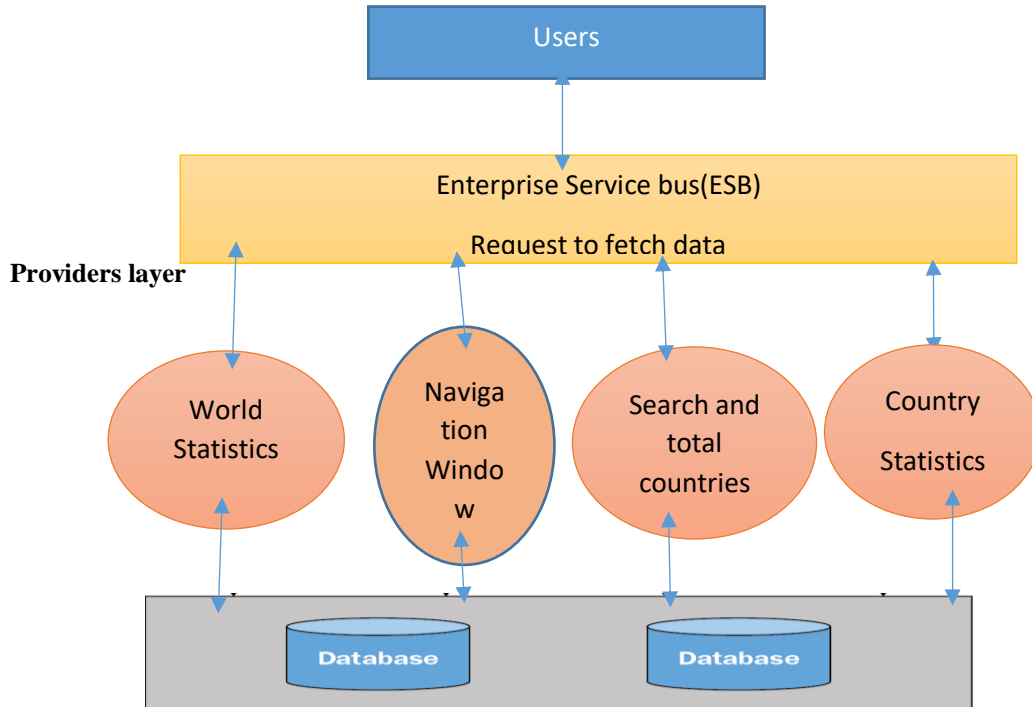 Users
Enterprise Service bus(ESB)
Request to fetch data
Providers layer
World
Statistics
Naviga
tion
Windo
w
Search and
total
countries
Country
Statistics
Database
Database